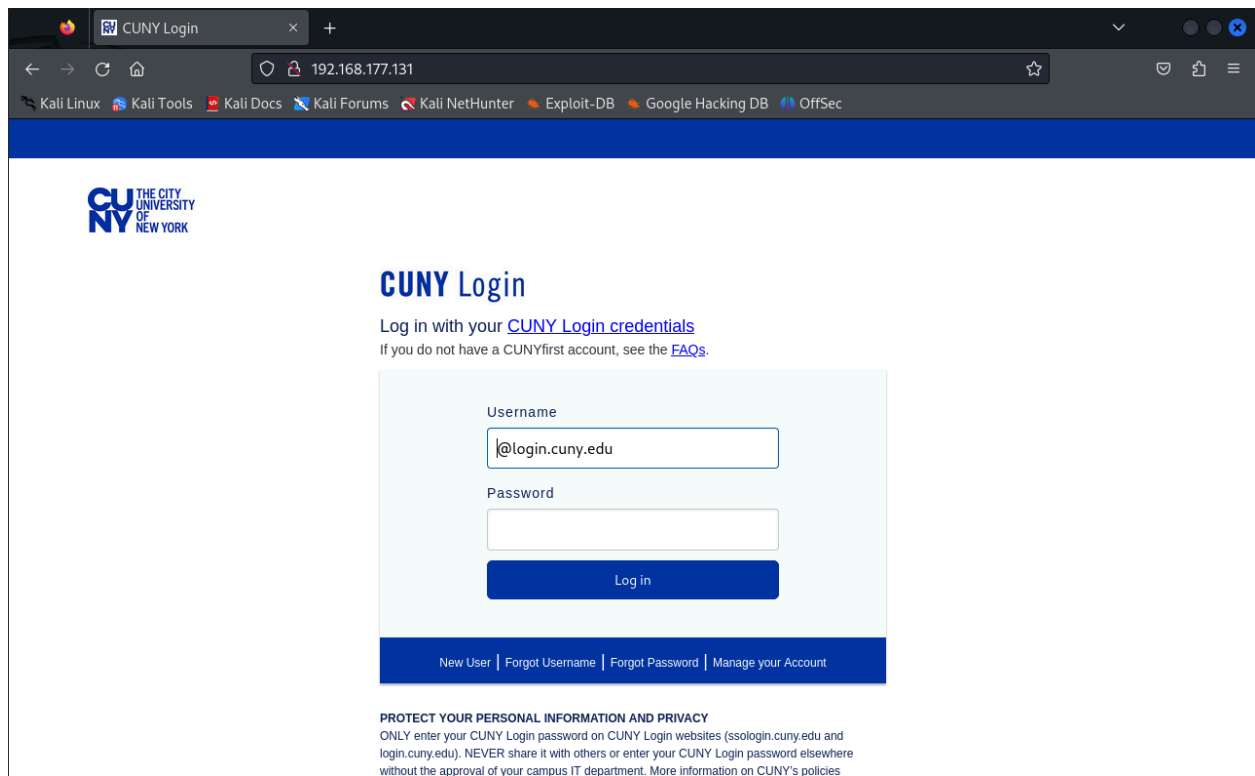 CUNY Login
192.168.177.131
Kali Linux Kali Tools Kali Docs Kali Forums Kali NetHunter Exploit-DB Google Hacking DB OffSec
CU NY
THE CITY
UNIVERSITY
OF
NEW YORK
CUNY Login
Log in with your CUNY Login credentials
If you do not have a CUNYfirst account, see the FAQs.
Username
@login.cuny.edu
Password
Log in
New User | Forgot Username | Forgot Password | Manage your Account
PROTECT YOUR PERSONAL INFORMATION AND PRIVACY
ONLY enter your CUNY Login password on CUNY Login websites (ssologin.cuny.edu and
login.cuny.edu). NEVER share it with others or enter your CUNY Login password elsewhere
without the approval of your campus IT department. More information on CUNY's policies